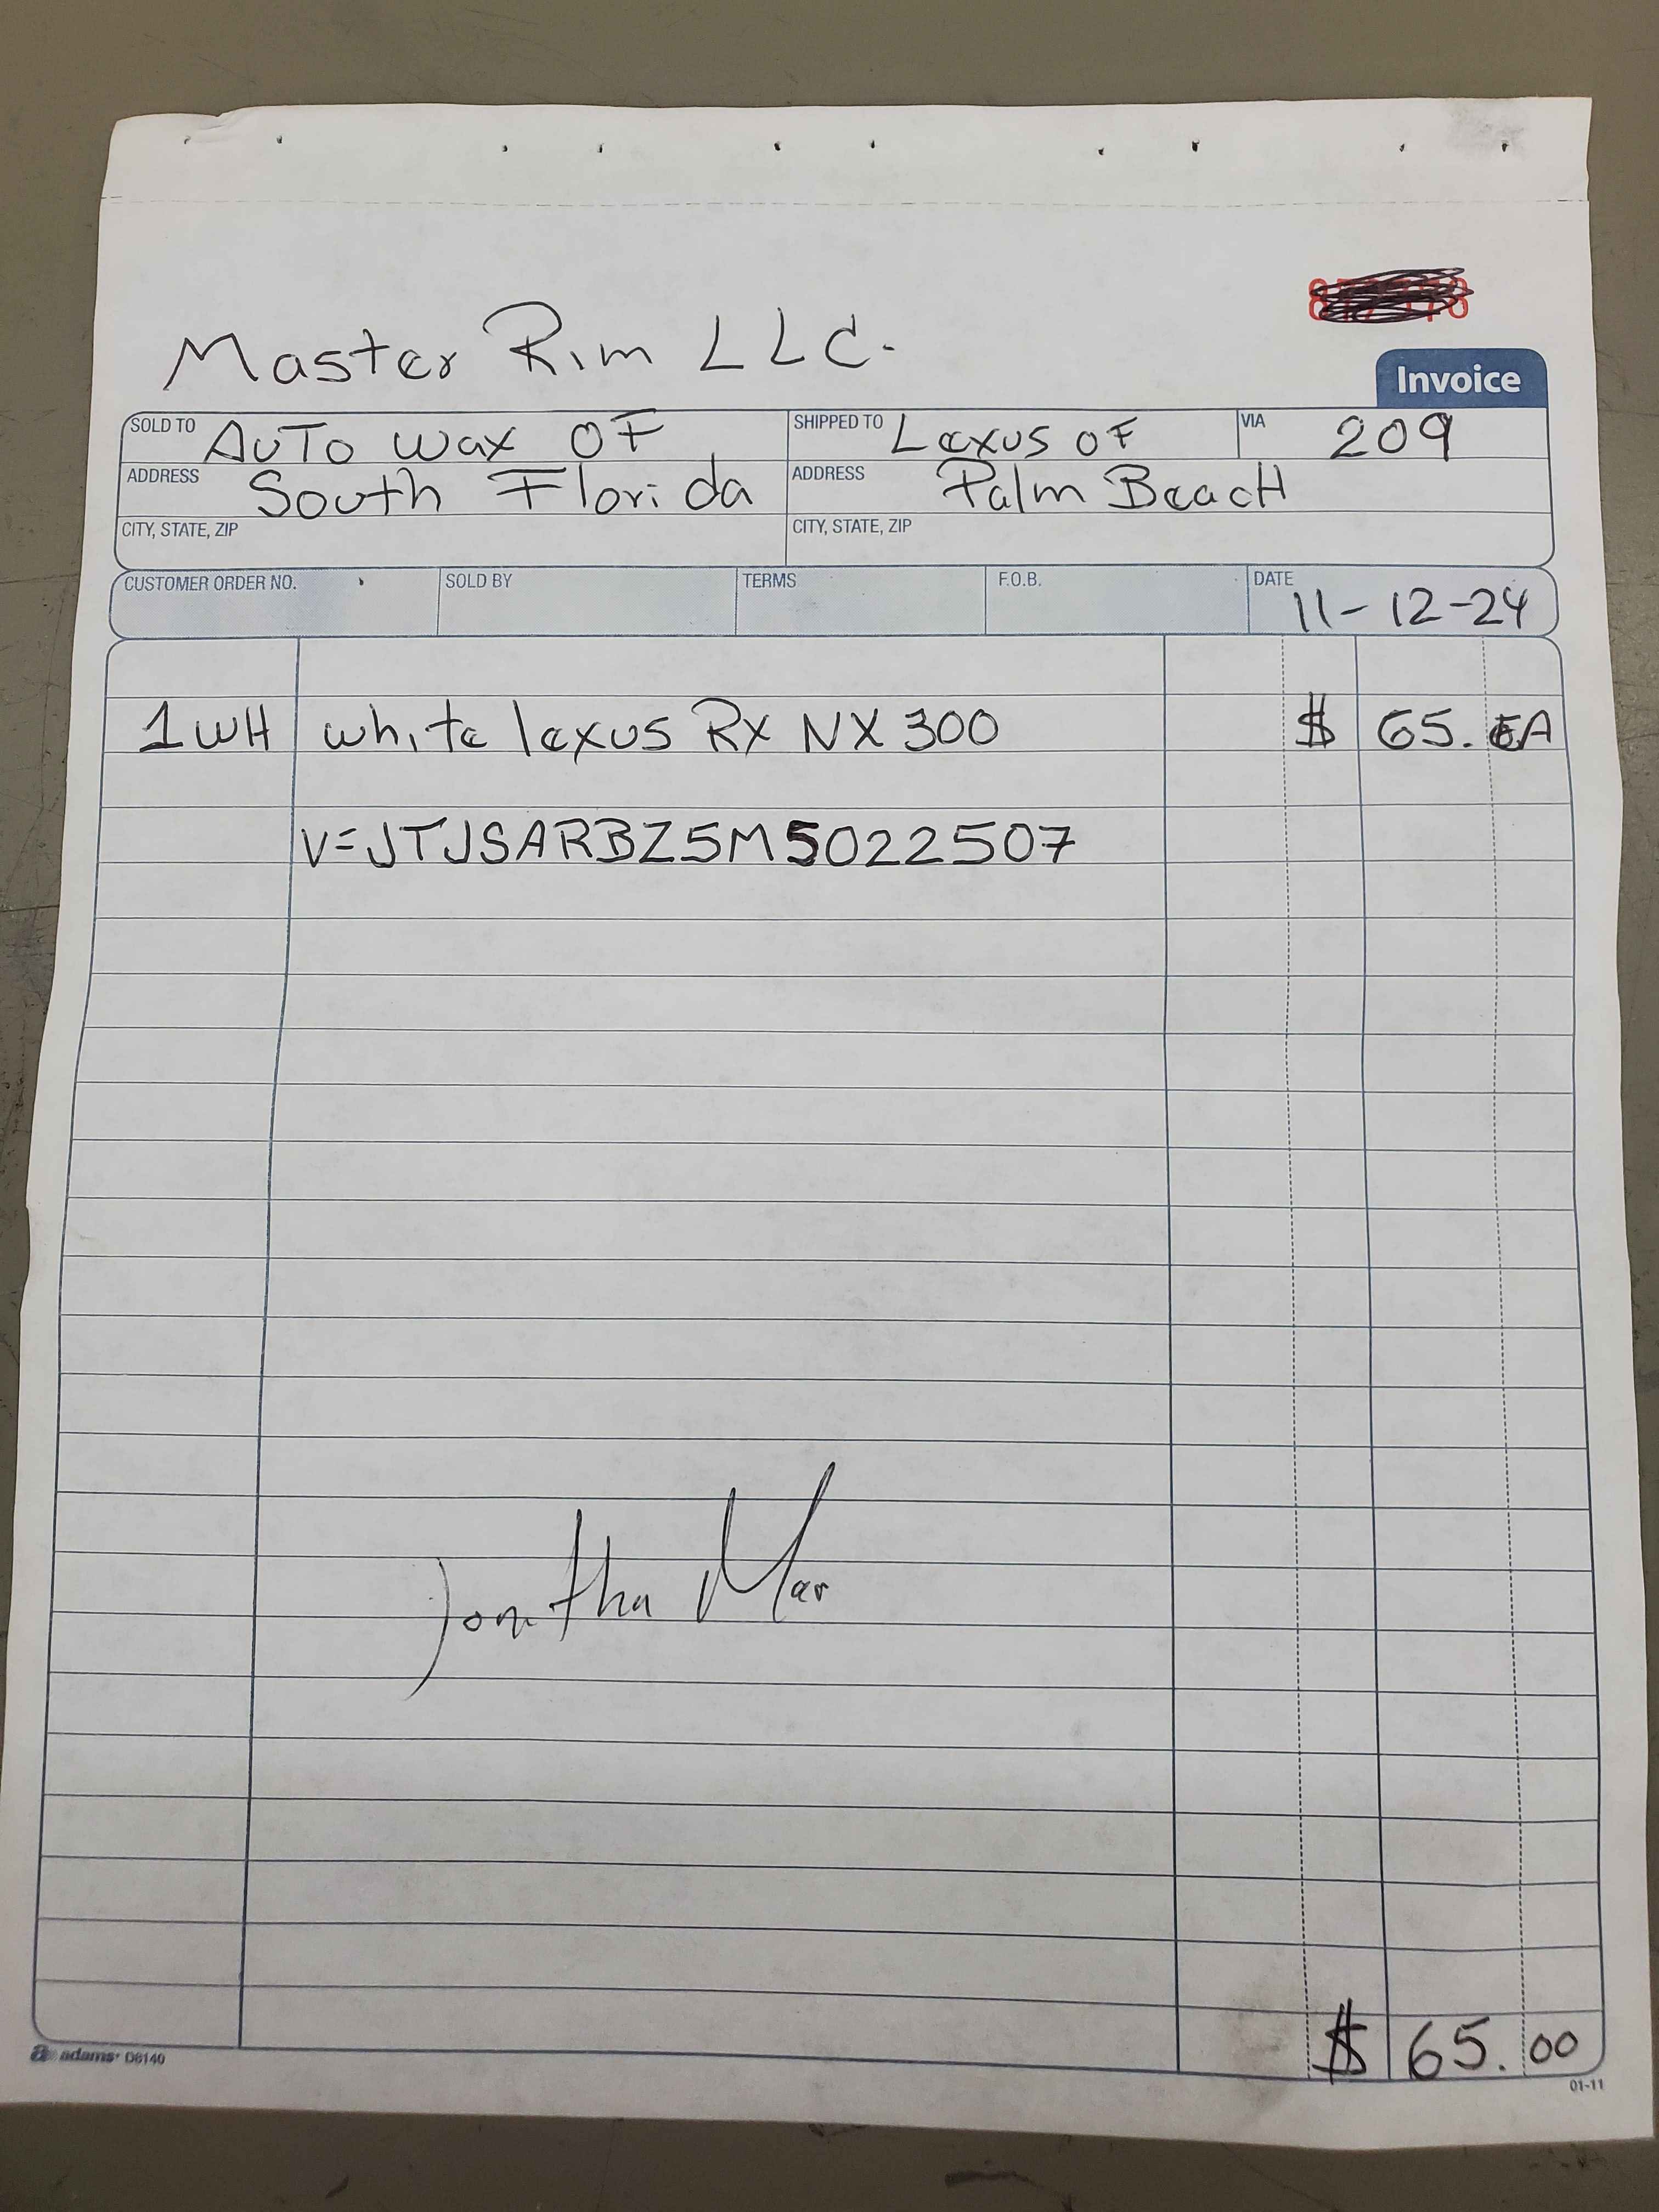 Master Rim LLC.
Invoice
SOLD TO Auto wax OF
SHIPPED TO Lexus OF
VIA 209
ADDRESS South Florida
ADDRESS Palm Beach
CITY, STATE, ZIP
CITY, STATE, ZIP
CUSTOMER ORDER NO. SOLD BY TERMS F.O.B. DATE 11-12-24
1WH white lexus RX NX 300 $ 65. EA
V=JTJSARBZ5M5022507
$ 65.00
adams D8140
01-11